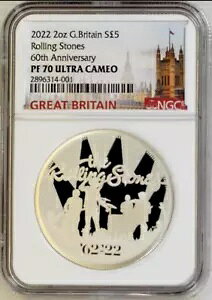 2022 2oz G.Britain S£5
Rolling Stones
60th Anniversary
PF 70 ULTRA CAMEO
2896314-001
GREAT BRITAIN
NGC
the
Rolling Stones
'62-'22